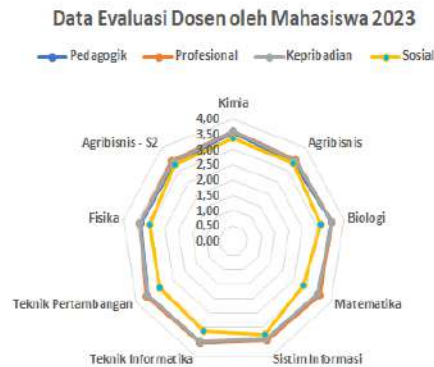 Data Evaluasi Dosen oleh Mahasiswa 2023
Pedagogik Profesional Kepribadian Sosial
Kimia
4,00
3,50
3,00
2,50
2,00
1,50
1,00
0,50
0,00
Agribisnis - S2
Agribisnis
Fisika
Biologi
Teknik Pertambangan
Matematika
Teknik Informatika
Sistim Informasi